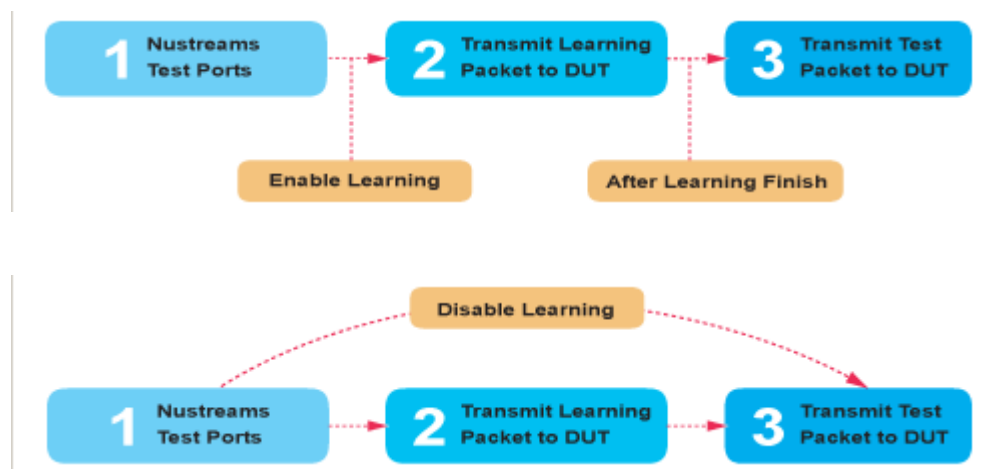 1 Nustreams
Test Ports
2 Transmit Learning
Packet to DUT
3 Transmit Test
Packet to DUT
Enable Learning
After Learning Finish
Disable Learning
1 Nustreams
Test Ports
2 Transmit Learning
Packet to DUT
3 Transmit Test
Packet to DUT